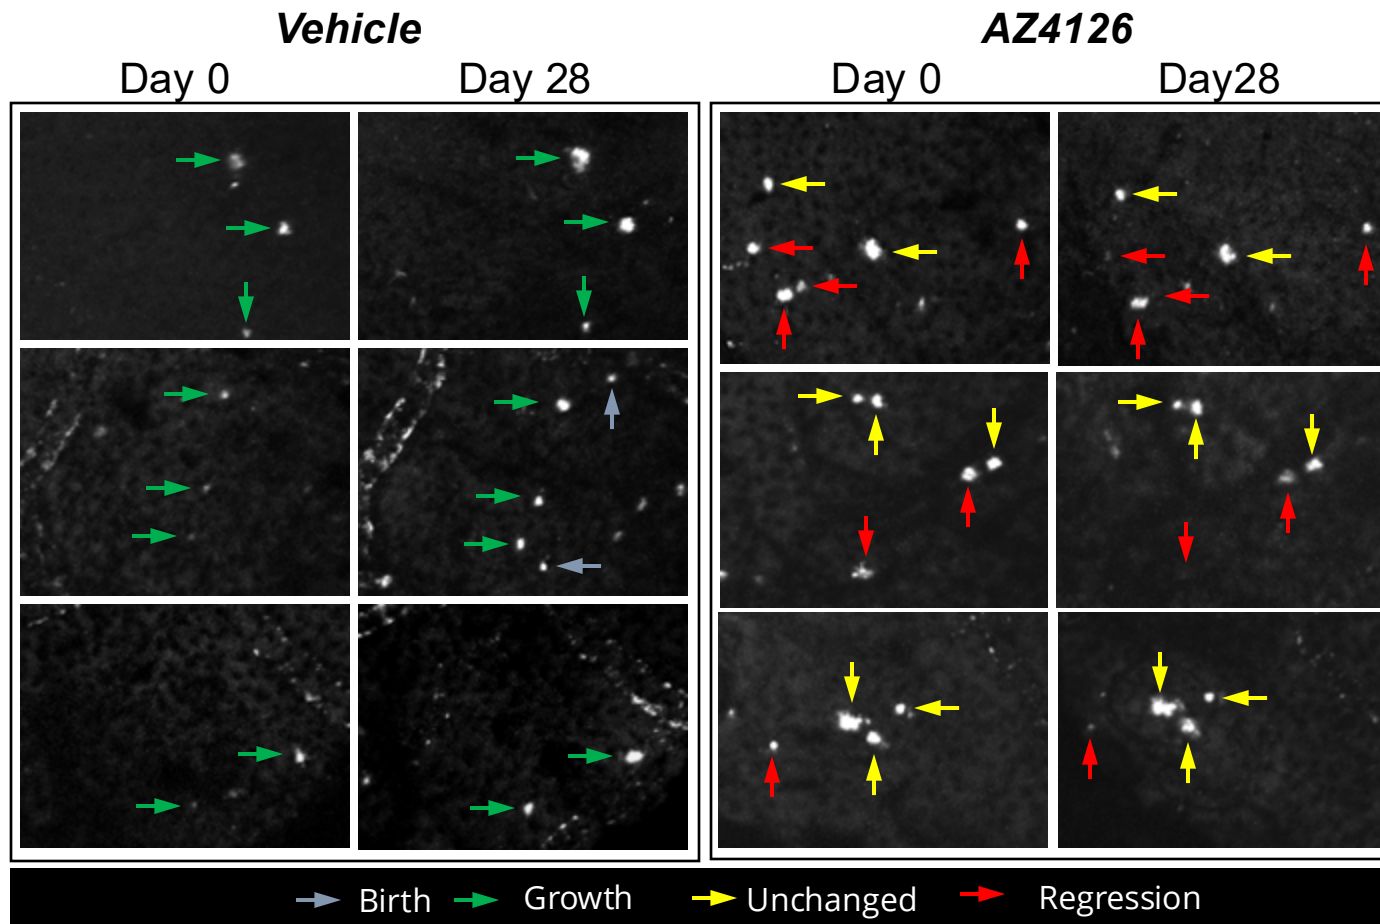 Vehicle
AZ4126
Day 0
Day 28
Day 0
Day28
Birth
Growth
Unchanged
Regression